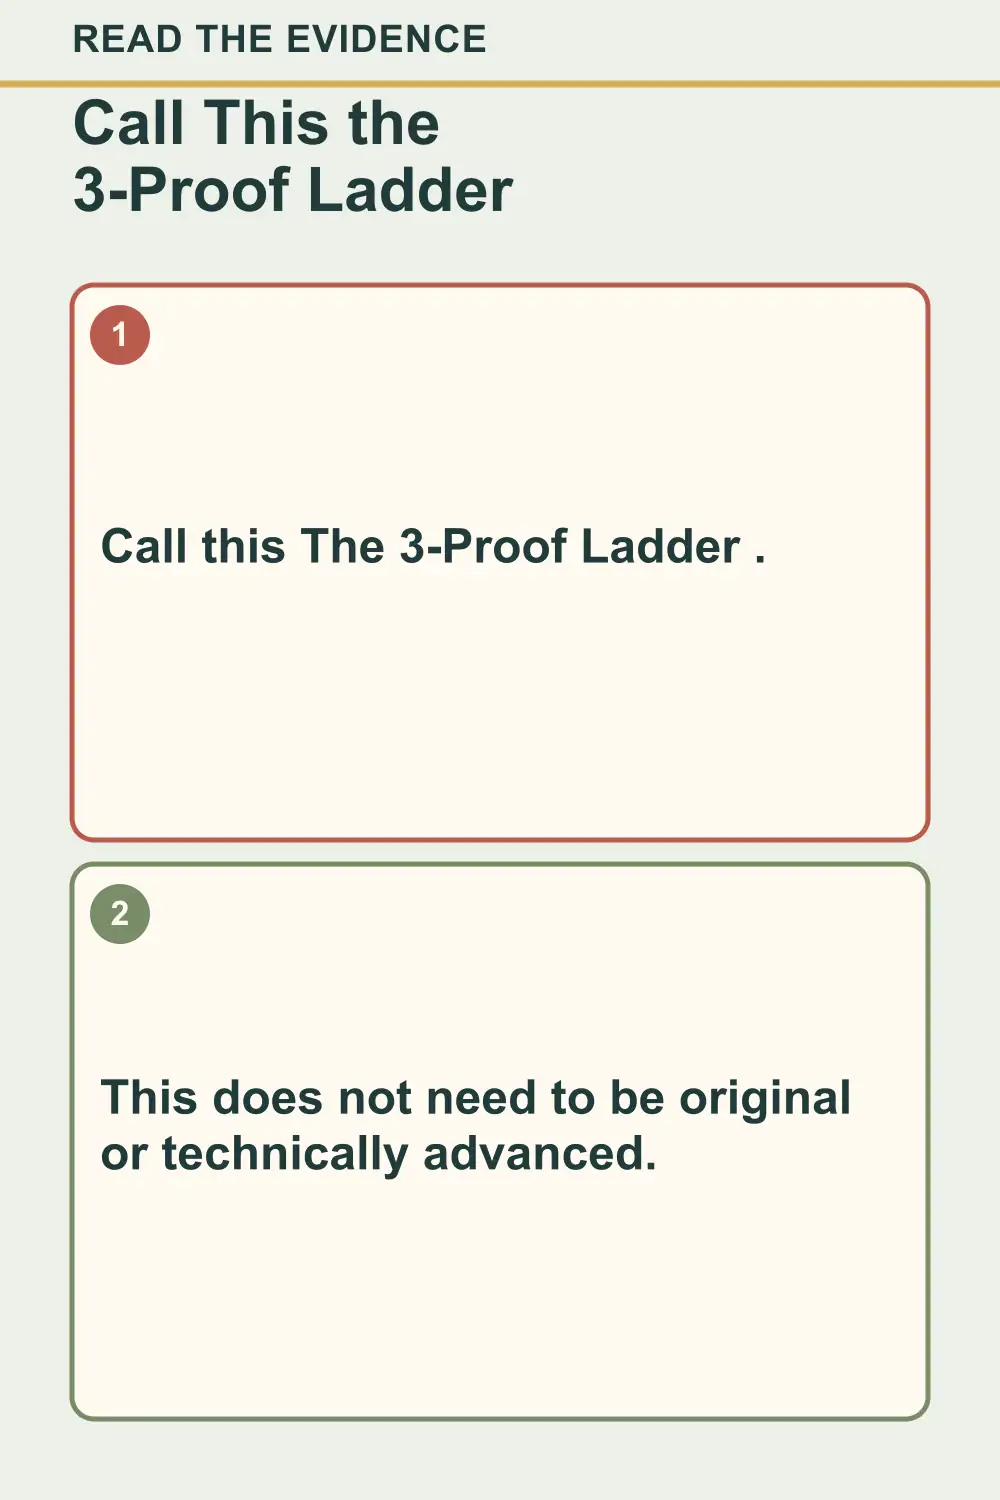 READ THE EVIDENCE
Call This the
3-Proof Ladder
1
Call this The 3-Proof Ladder .
2
This does not need to be original
or technically advanced.